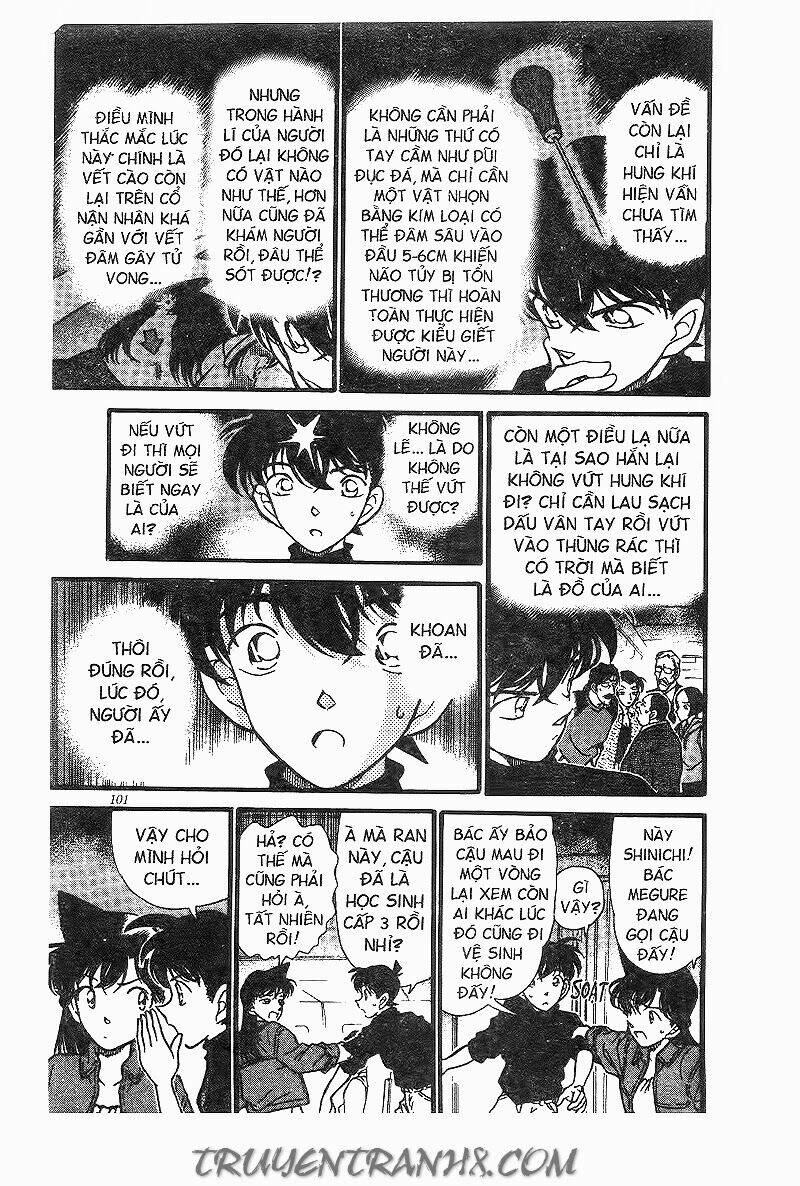 VẤN ĐỀ
CÒN LẠI
CHỈ LÀ
HUNG KHÍ
HIỆN VẪN
CHƯA TÌM
THẤY...
KHÔNG CẦN PHẢI
LÀ NHỮNG THỨ CÓ
TAY CẦM NHƯ DŨI
ĐỤC ĐÁ, MÀ CHỈ CẦN
MỘT VẬT NHỌN
BẰNG KIM LOẠI CÓ
THỂ ĐÂM SÂU VÀO
ĐẦU 5-6CM KHIẾN
NÃO TỦY BỊ TỔN
THƯƠNG THÌ HOÀN
TOÀN THỰC HIỆN
ĐƯỢC KIỂU GIẾT
NGƯỜI NÀY...
NHƯNG
TRONG HÀNH
LÍ CỦA NGƯỜI
ĐÓ LẠI KHÔNG
CÓ VẬT NÀO
NHƯ THẾ, HƠN
NỮA CŨNG ĐÃ
KHÁM NGƯỜI
RỒI, ĐÂU THỂ
SÓT ĐƯỢC!?
ĐIỀU MÌNH
THẮC MẮC LÚC
NÀY CHÍNH LÀ
VẾT CÀO CÒN
LẠI TRÊN CỔ
NẠN NHÂN KHÁ
GẦN VỚI VẾT
ĐÂM GÂY TỬ
VONG...
CÒN MỘT ĐIỀU LẠ NỮA
LÀ TẠI SAO HẮN LẠI
KHÔNG VỨT HUNG KHÍ
ĐI? CHỈ CẦN LAU SẠCH
DẤU VÂN TAY RỒI VỨT
VÀO THÙNG RÁC THÌ
CÓ TRỜI MÀ BIẾT
LÀ ĐỒ CỦA AI...
KHÔNG
LẼ... LÀ DO
KHÔNG
THỂ VỨT
ĐƯỢC?
NẾU VỨT
ĐI THÌ MỌI
NGƯỜI SẼ
BIẾT NGAY
LÀ CỦA
AI?
KHOAN
ĐÃ...
THÔI
ĐÚNG RỒI,
LÚC ĐÓ,
NGƯỜI ẤY
ĐÃ...
101
NÀY
SHINICHI!
BÁC
MEGURE
ĐANG
GỌI CẬU
ĐẤY!
GÌ
VẬY?
BÁC ẤY BẢO
CẬU MAU ĐI
MỘT VÒNG
LẠI XEM CÒN
AI KHÁC LÚC
ĐÓ CŨNG ĐI
VỆ SINH
KHÔNG
ĐẤY!
SOẠT
À MÀ RAN
NÀY, CẬU
ĐÃ LÀ
HỌC SINH
CẤP 3 RỒI
NHỈ?
HẢ? CÓ
THẾ MÀ
CŨNG PHẢI
HỎI À,
TẤT NHIÊN
RỒI!
VẬY CHO
MÌNH HỎI
CHÚT...
TRUYENTRANH8.COM